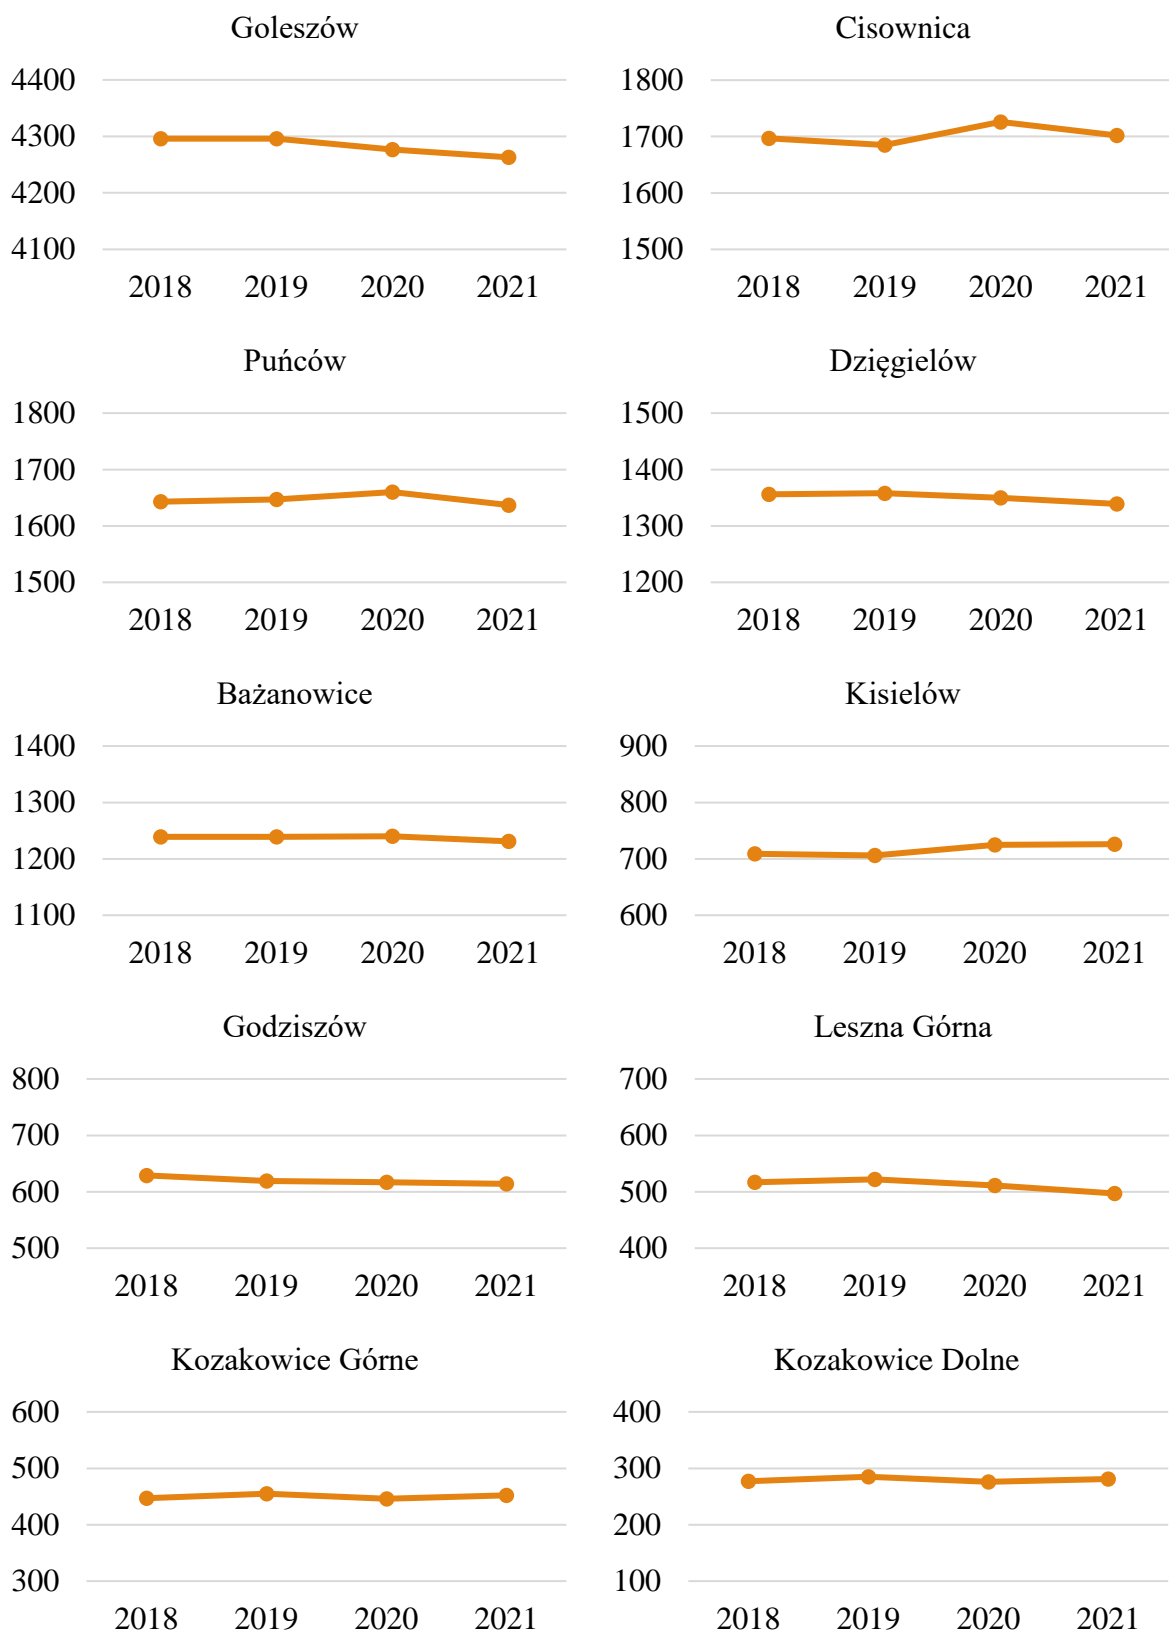 Goleszów
4400
4300
4200
4100
2018 2019 2020 2021
Cisownica
1800
1700
1600
1500
2018 2019 2020 2021
Puńców
1800
1700
1600
1500
2018 2019 2020 2021
Dzięgielów
1500
1400
1300
1200
2018 2019 2020 2021
Bażanowice
1400
1300
1200
1100
2018 2019 2020 2021
Kisielów
900
800
700
600
2018 2019 2020 2021
Godziszów
800
700
600
500
2018 2019 2020 2021
Leszna Górna
700
600
500
400
2018 2019 2020 2021
Kozakowice Górne
600
500
400
300
2018 2019 2020 2021
Kozakowice Dolne
400
300
200
100
2018 2019 2020 2021